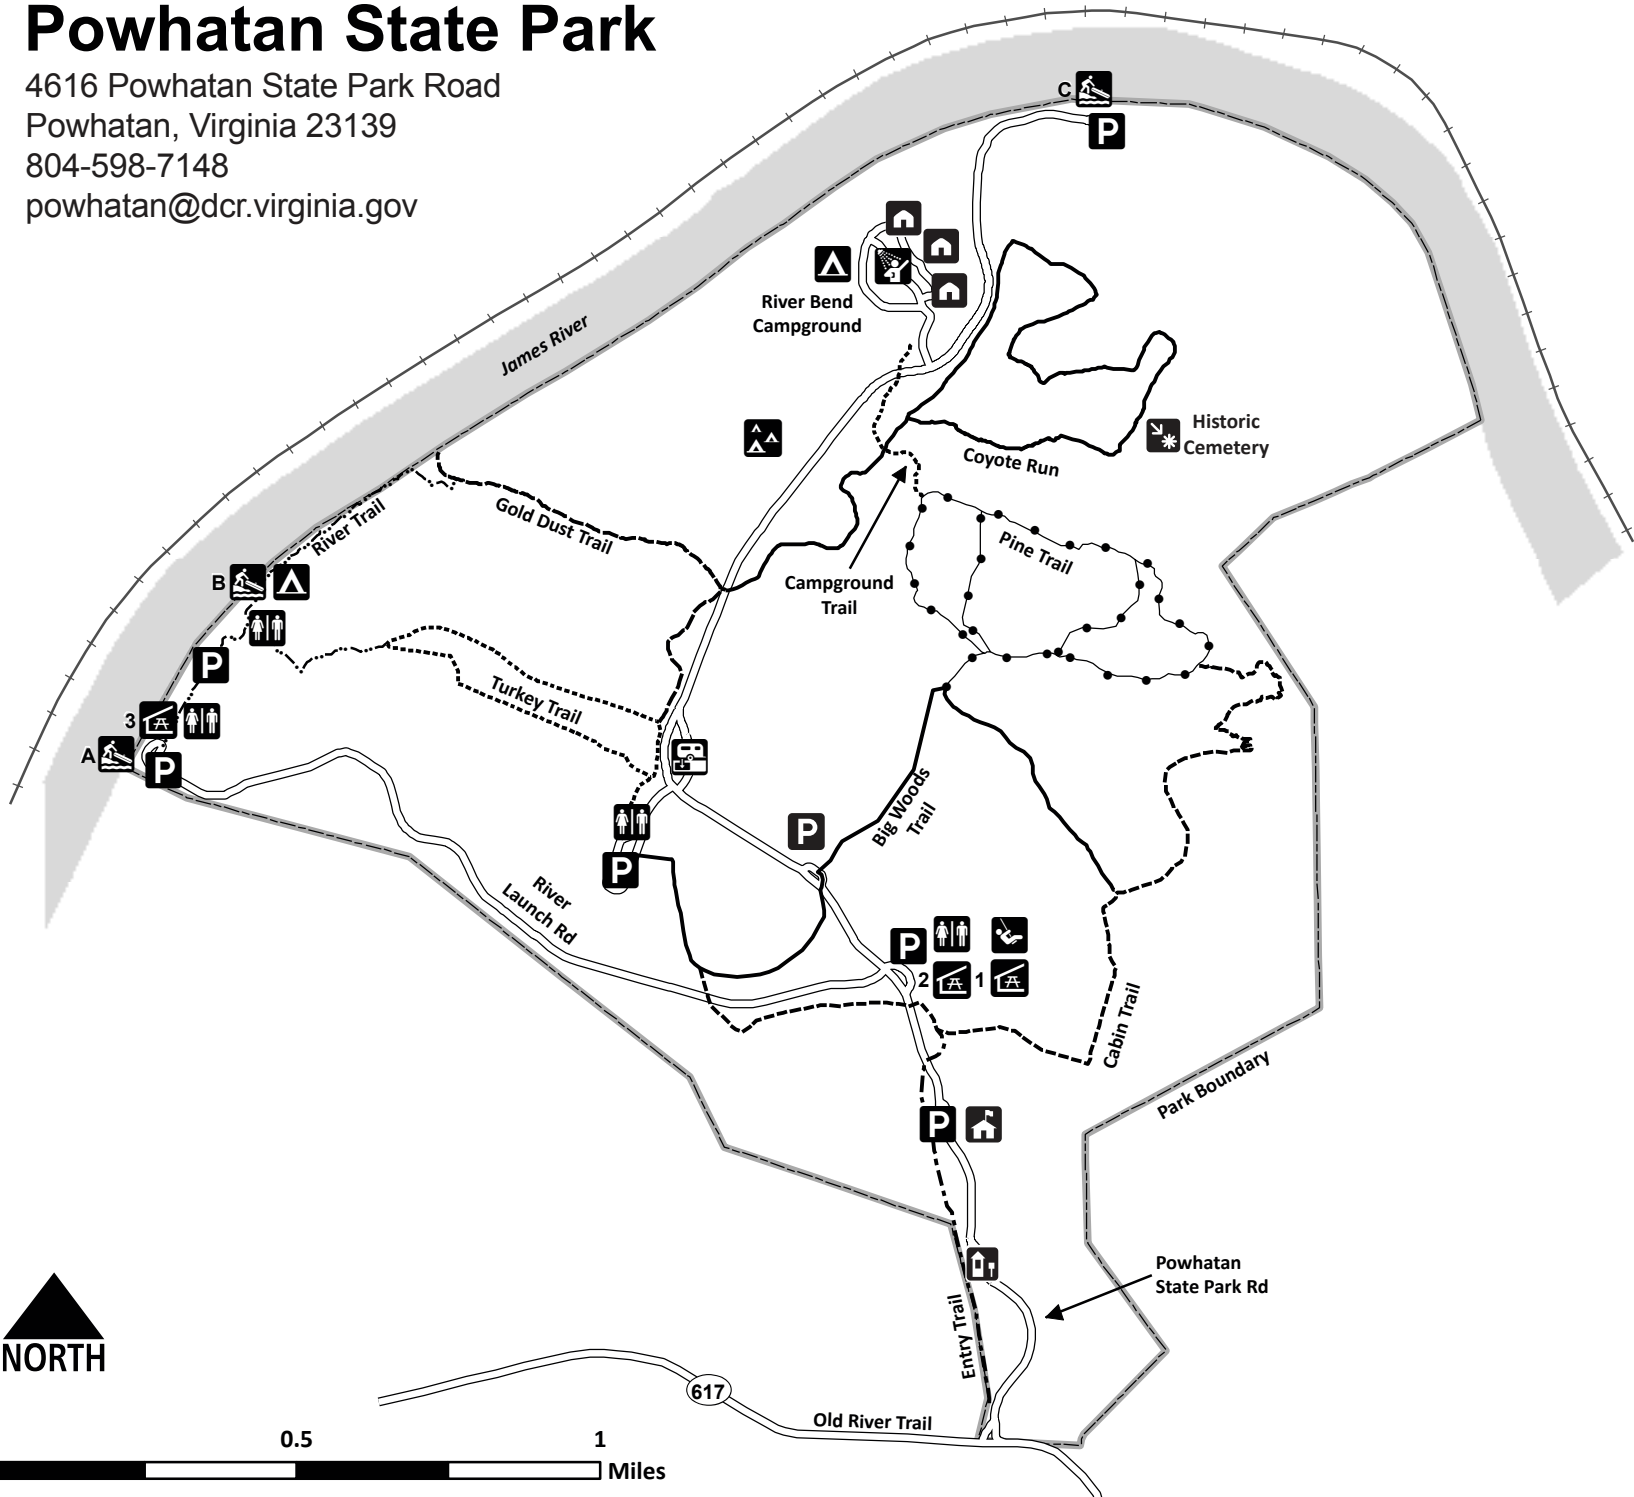 Powhatan State Park
4616 Powhatan State Park Road
Powhatan, Virginia 23139
804-598-7148
powhatan@dcr.virginia.gov
C
P
River Bend
Campground
James River
Historic
Cemetery
Coyote Run
River Trail
Gold Dust Trail
Pine Trail
Campground
Trail
B
P
Turkey Trail
3
A
P
P
Big Woods
Trail
P
River
Launch Rd
P
2
1
Cabin Trail
Park Boundary
P
Powhatan
State Park Rd
Entry Trail
NORTH
617
Old River Trail
0.5
1
Miles